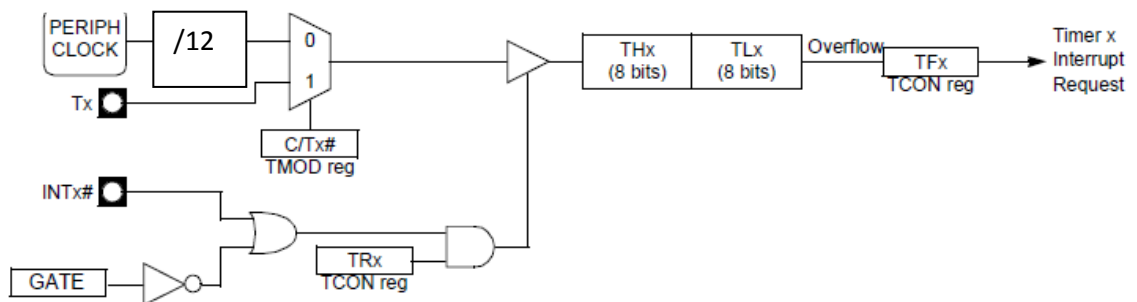 PERIPH
CLOCK
/12
0
1
Tx
C/Tx#
TMOD reg
THx
(8 bits)
TLx
(8 bits)
Overflow
TFx
TCON reg
Timer x
Interrupt
Request
INTx#
GATE
TRx
TCON reg